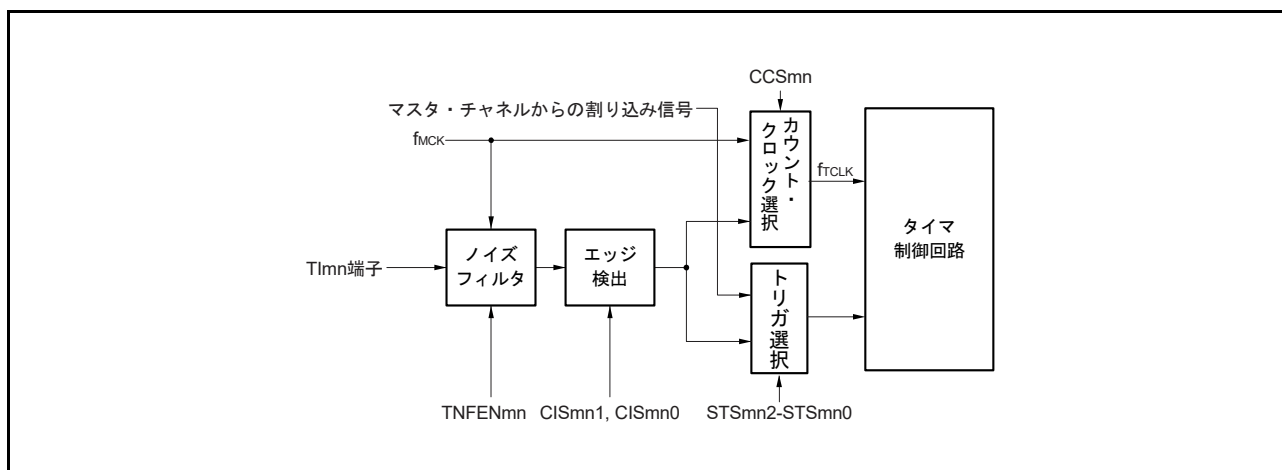 CCSmn
マスタ・チャネルからの割り込み信号
fMCK
カウント・
クロック選択
fTCLK
タイマ
制御回路
TImn端子
ノイズ
フィルタ
エッジ
検出
トリガ選択
TNFENmn
CISmn1, CISmn0
STSmn2-STSmn0